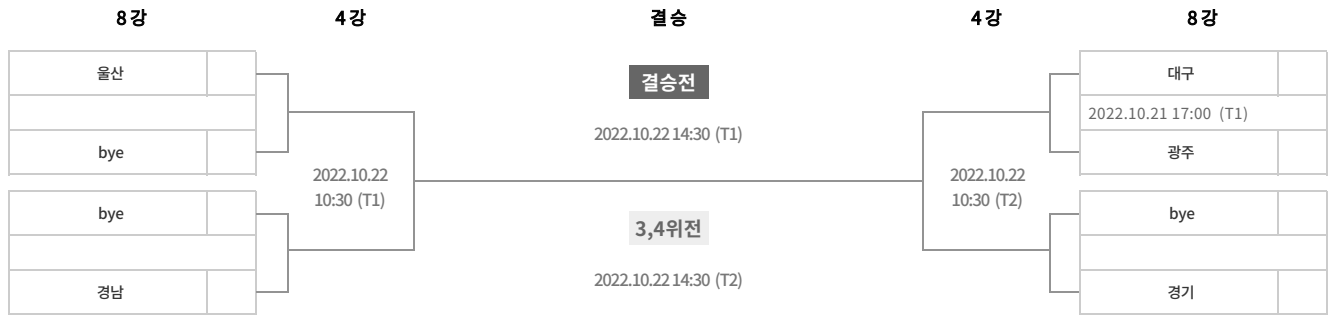 8강
4강
결승
4강
8강
울산
bye
bye
경남
2022.10.22
10:30 (T1)
결승전
2022.10.22 14:30 (T1)
3,4위전
2022.10.22 14:30 (T2)
2022.10.22
10:30 (T2)
대구
2022.10.21 17:00 (T1)
광주
bye
경기